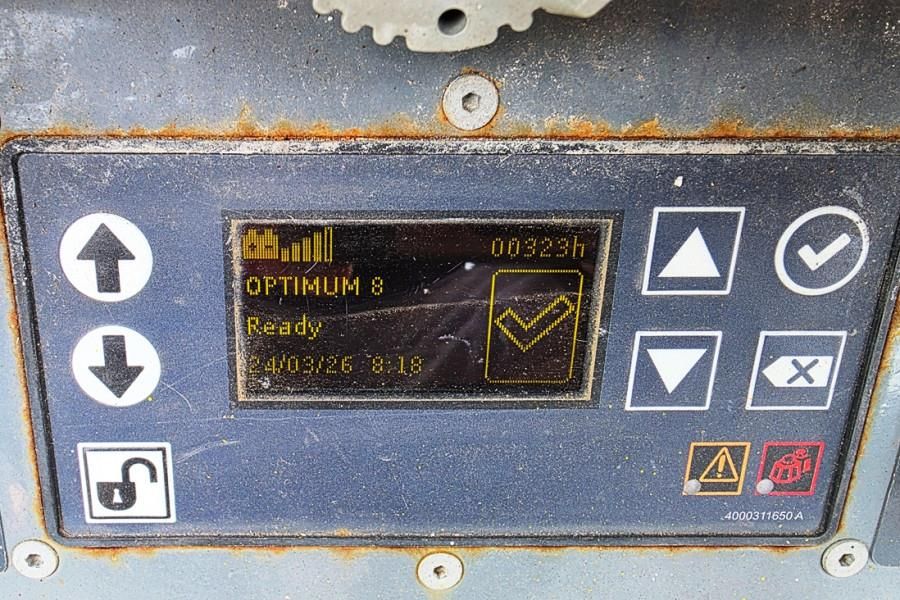 00323h
OPTIMUM 8
Ready
24/03/26 8:18
4000311650 A